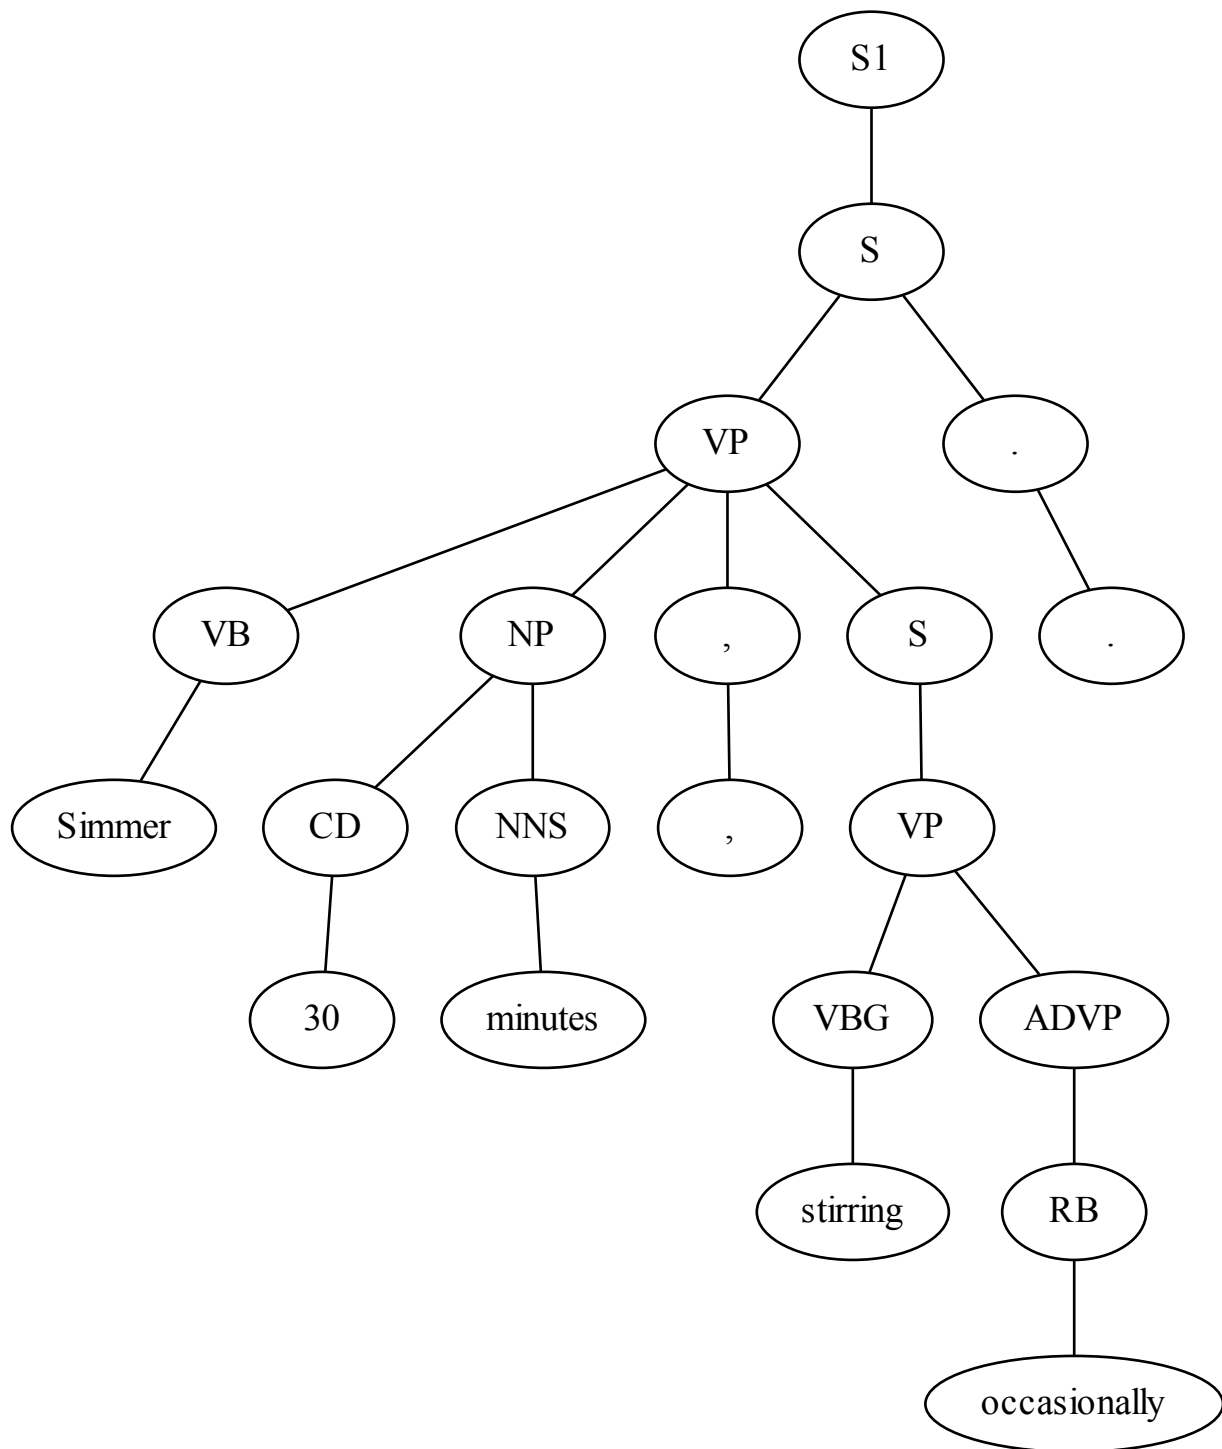 S1
S
VP .
VB NP , S .
Simmer CD NNS , VP
30 minutes VBG ADVP
stirring RB
occasionally